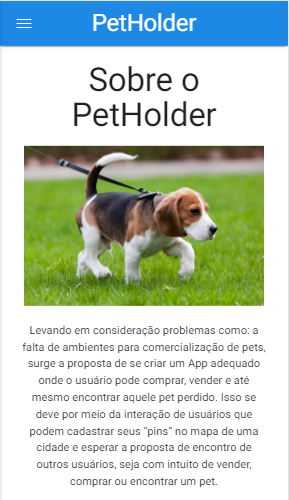 PetHolder
Sobre o
PetHolder
Levando em consideração problemas como: a
falta de ambientes para comercialização de pets,
surge a proposta de se criar um App adequado
onde o usuário pode comprar, vender e até
mesmo encontrar aquele pet perdido. Isso se
deve por meio da interação de usuários que
podem cadastrar seus “pins” no mapa de uma
cidade e esperar a proposta de encontro de
outros usuários, seja com intuito de vender,
comprar ou encontrar um pet.